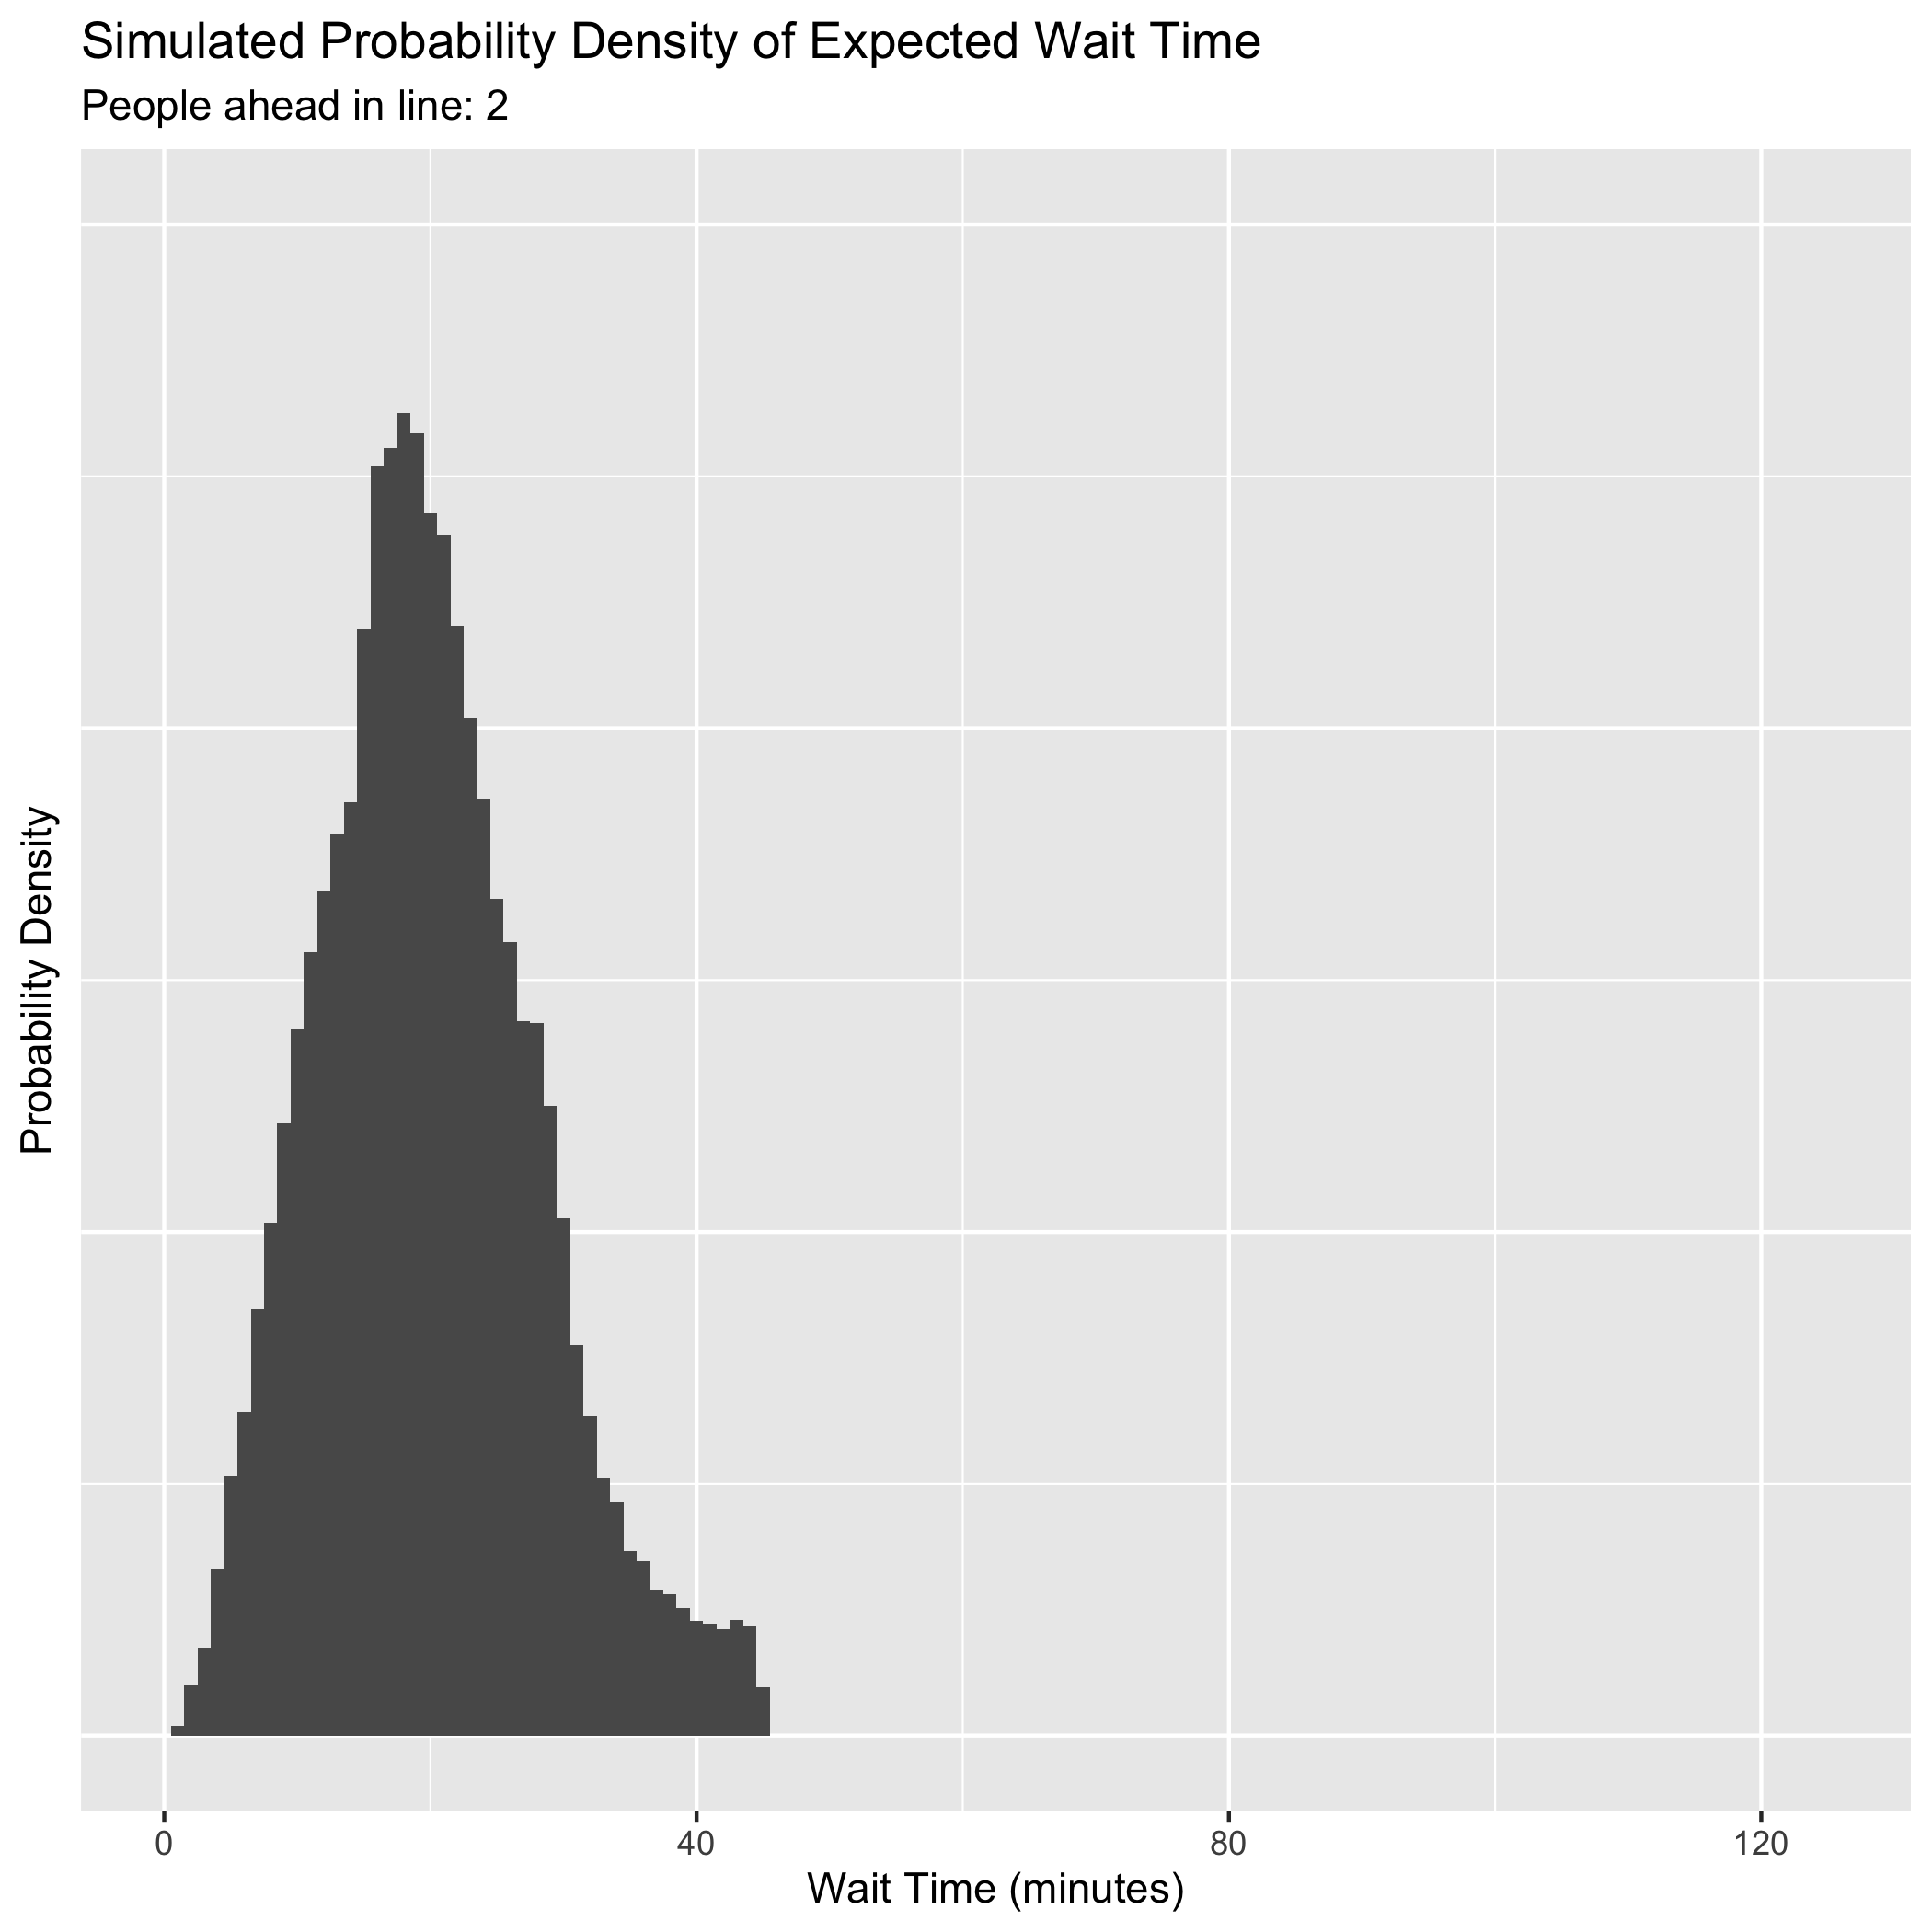 Simulated Probability Density of Expected Wait Time
People ahead in line: 2
Probability Density
0
40
80
120
Wait Time (minutes)